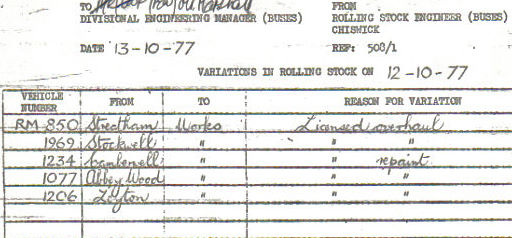 TO FROM
DIVISIONAL ENGINEERING MANAGER (BUSES) ROLLING STOCK ENGINEER (BUSES)
CHISWICK
DATE 13-10-77 REF: 508/1
VARIATIONS IN ROLLING STOCK ON 12-10-77
VEHICLE NUMBER FROM TO REASON FOR VARIATION
RM 850 Streatham Works Licensed overhaul
1969 Stockwell " " "
1234 Camberwell " " repaint
1077 Abbey Wood " " "
1206 Leyton " " "